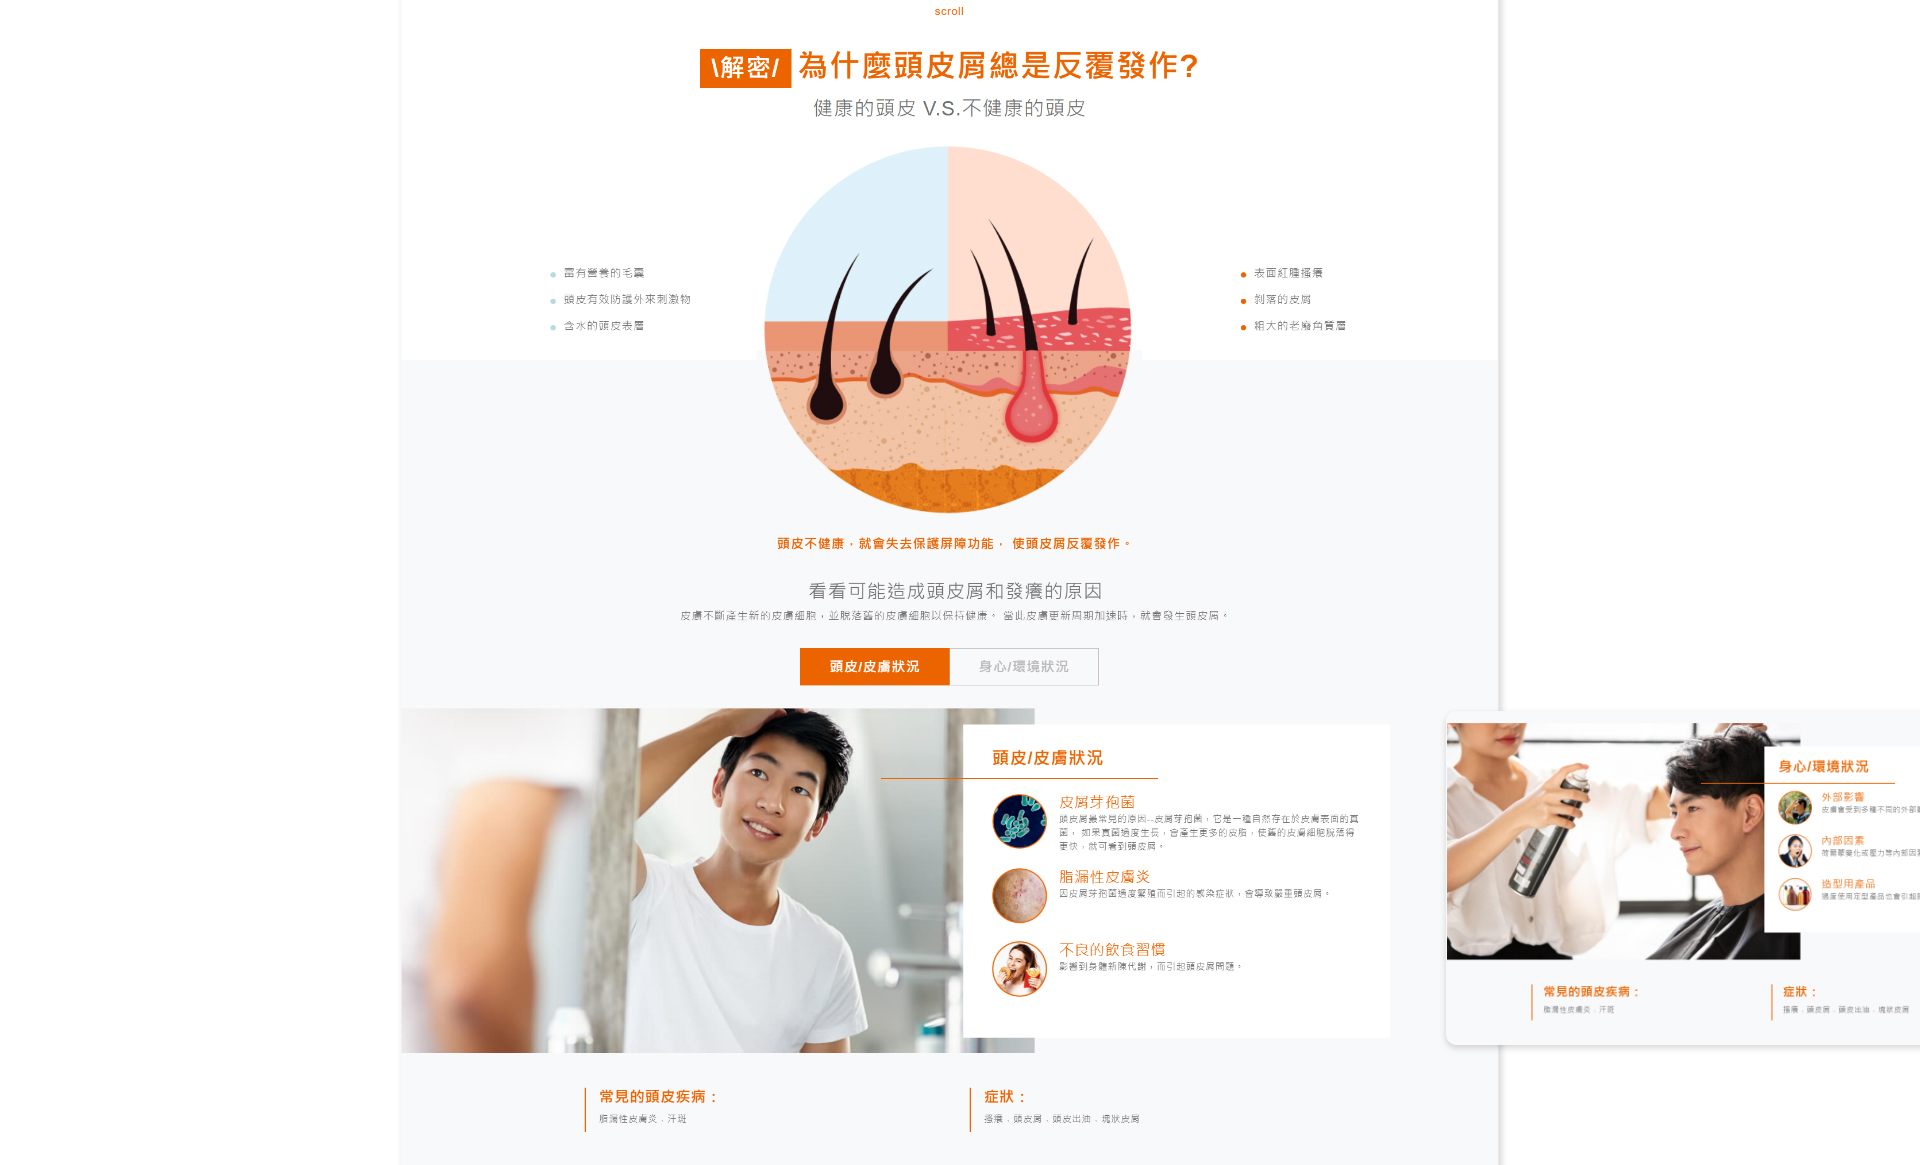 scroll
\解密/ 為什麼頭皮屑總是反覆發作?
健康的頭皮 V.S.不健康的頭皮
富有營養的毛囊
頭皮有效防護外來刺激物
含水的頭皮表層
表面紅腫搔癢
剝落的皮屑
粗大的老廢角質層
頭皮不健康，就會失去保護屏障功能， 使頭皮屑反覆發作。
看看可能造成頭皮屑和發癢的原因
皮膚不斷產生新的皮膚細胞，並脫落舊的皮膚細胞以保持健康。 當此皮膚更新周期加速時，就會發生頭皮屑。
頭皮/皮膚狀況
身心/環境狀況
頭皮/皮膚狀況
皮屑芽孢菌
頭皮屑最常見的原因--皮屑芽孢菌，它是一種自然存在於皮膚表面的真
菌， 如果真菌過度生長，會產生更多的皮脂，使舊的皮膚細胞脫落得
更快，就可看到頭皮屑。
脂漏性皮膚炎
因皮屑芽孢菌過度繁殖而引起的感染症狀，會導致嚴重頭皮屑。
不良的飲食習慣
影響到身體新陳代謝，而引起頭皮屑問題。
常見的頭皮疾病：
脂漏性皮膚炎﹑汗斑
症狀：
搔癢﹑頭皮屑﹑頭皮出油﹑塊狀皮屑
身心/環境狀況
外部影響
皮膚會受到多種不同的外部
內部因素
荷爾蒙變化或壓力等內部因素
造型用產品
過度使用定型產品也會引起
常見的頭皮疾病：
脂漏性皮膚炎﹑汗斑
症狀：
搔癢﹑頭皮屑﹑頭皮出油﹑塊狀皮屑